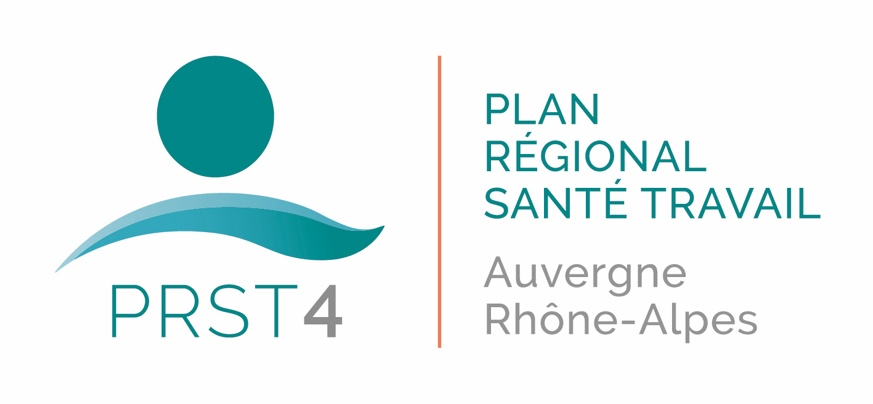 PRST4
PLAN
RÉGIONAL
SANTÉ TRAVAIL
Auvergne
Rhône-Alpes